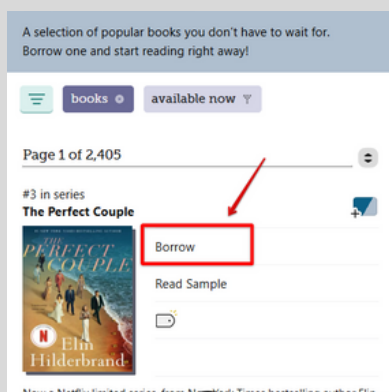 A selection of popular books you don't have to wait for.
Borrow one and start reading right away!
books
available now
Page 1 of 2,405
#3 in series
The Perfect Couple
THE
PERFECT
COUPLE
Borrow
Read Sample
N
Elin
Hilderbrand